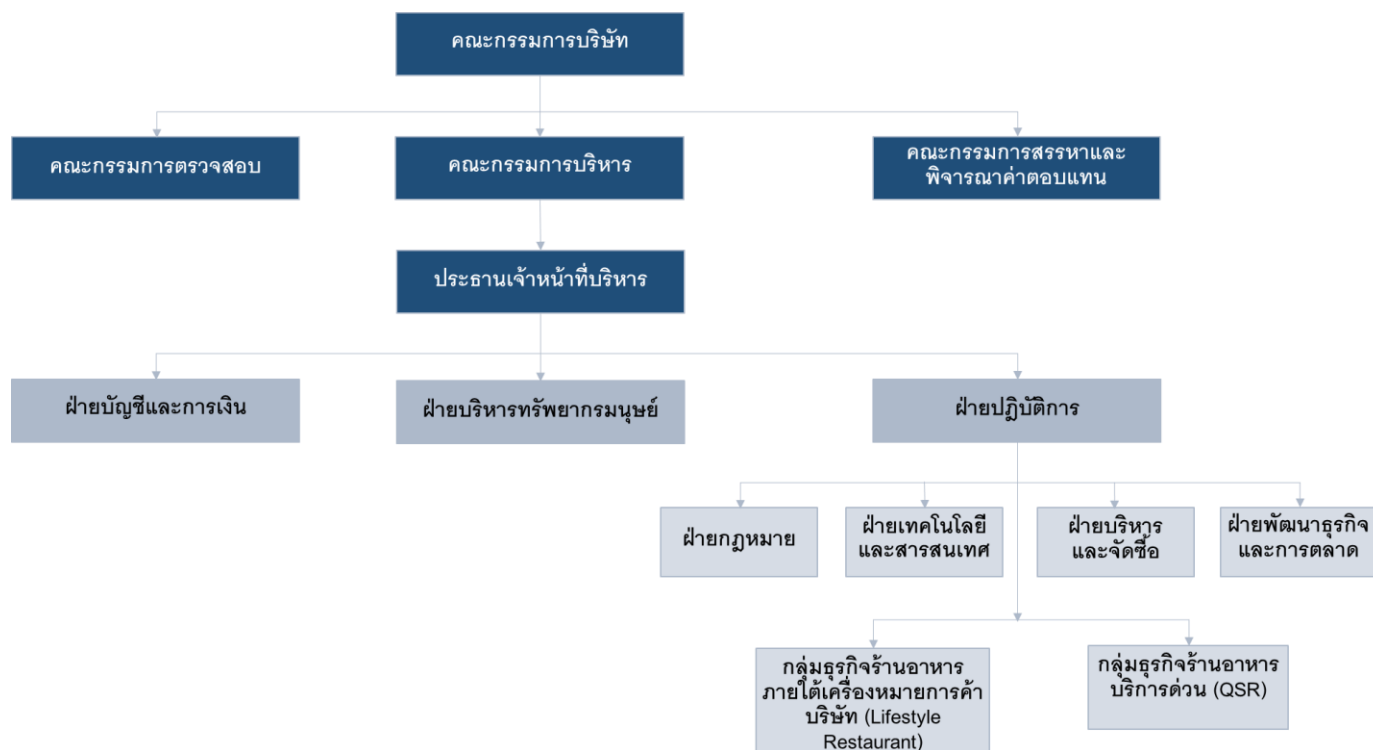 คณะกรรมการบริษัท
คณะกรรมการตรวจสอบ
คณะกรรมการบริหาร
คณะกรรมการสรรหาและ
พิจารณาค่าตอบแทน
ประธานเจ้าหน้าที่บริหาร
ฝ่ายบัญชีและการเงิน
ฝ่ายบริหารทรัพยากรมนุษย์
ฝ่ายปฎิบัติการ
ฝ่ายกฎหมาย
ฝ่ายเทคโนโลยี
และสารสนเทศ
ฝ่ายบริหาร
และจัดซื้อ
ฝ่ายพัฒนาธุรกิจ
และการตลาด
กลุ่มธุรกิจร้านอาหาร
ภายใต้เครื่องหมายการค้า
บริษัท (Lifestyle
Restaurant)
กลุ่มธุรกิจร้านอาหาร
บริการด่วน (QSR)